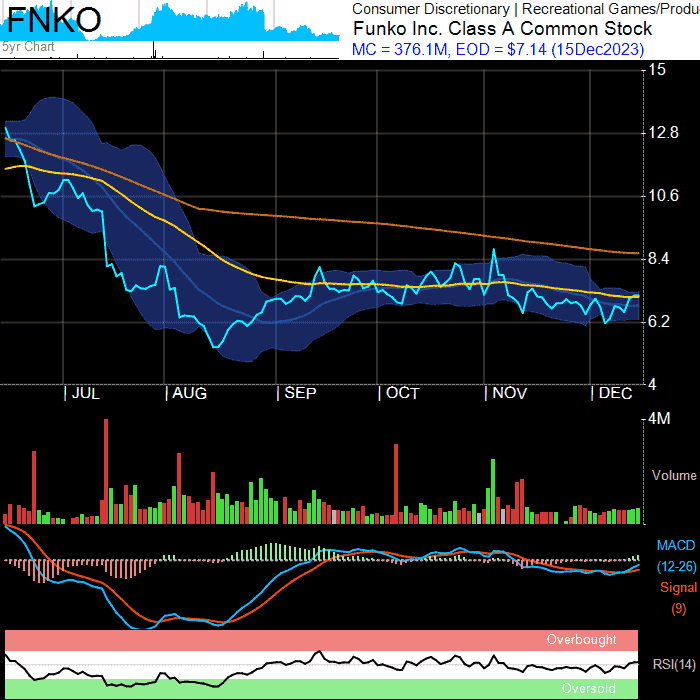 FNKO
5yr Chart
Consumer Discretionary | Recreational Games/Produ
Funko Inc. Class A Common Stock
MC = 376.1M, EOD = $7.14 (15Dec2023)
15
12.8
10.6
8.4
6.2
4
| JUL | AUG | SEP | OCT | NOV | DEC
4M
Volume
MACD
(12-26)
Signal
(9)
Overbought
RSI(14)
Oversold